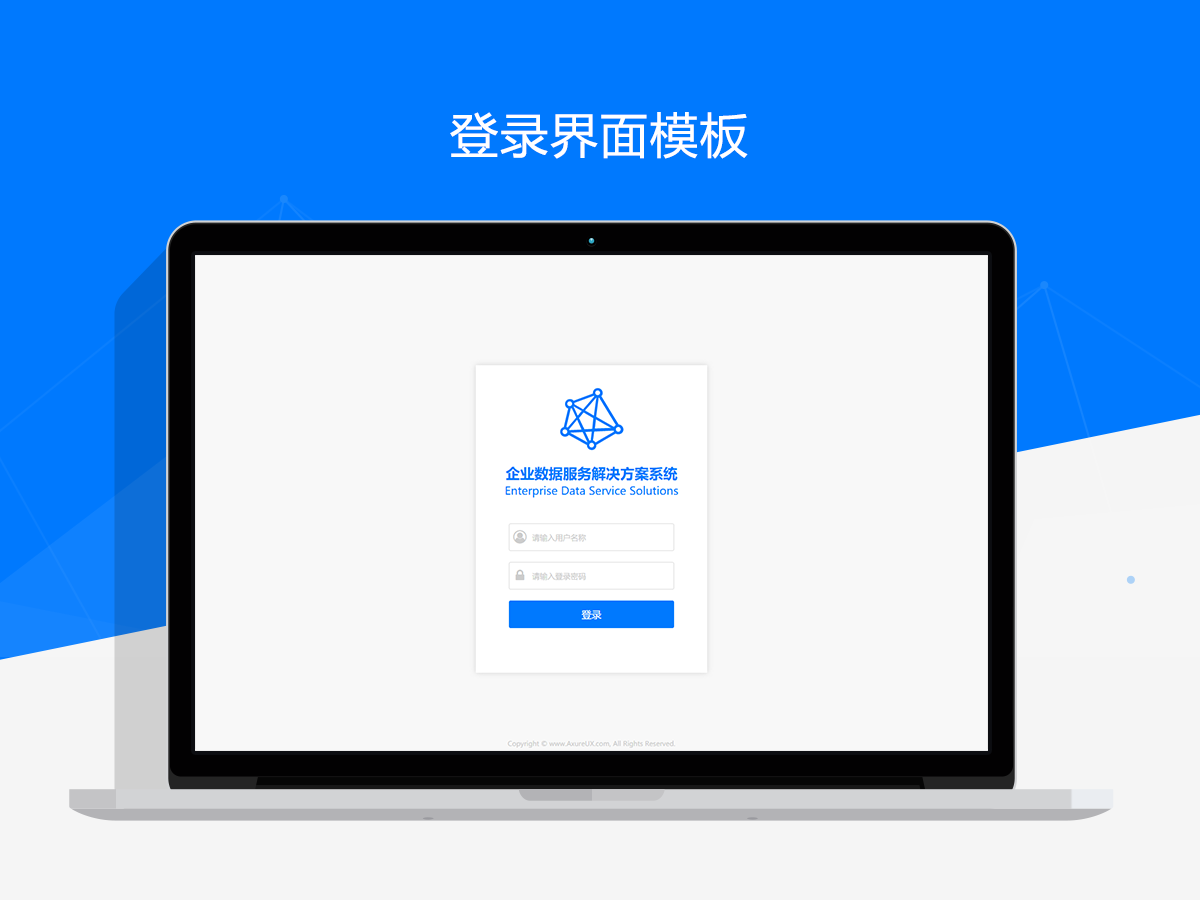 登录界面模板
企业数据服务解决方案系统
Enterprise Data Service Solutions
请输入用户名称
请输入登录密码
登录
Copyright © www.AxureUX.com, All Rights Reserved.